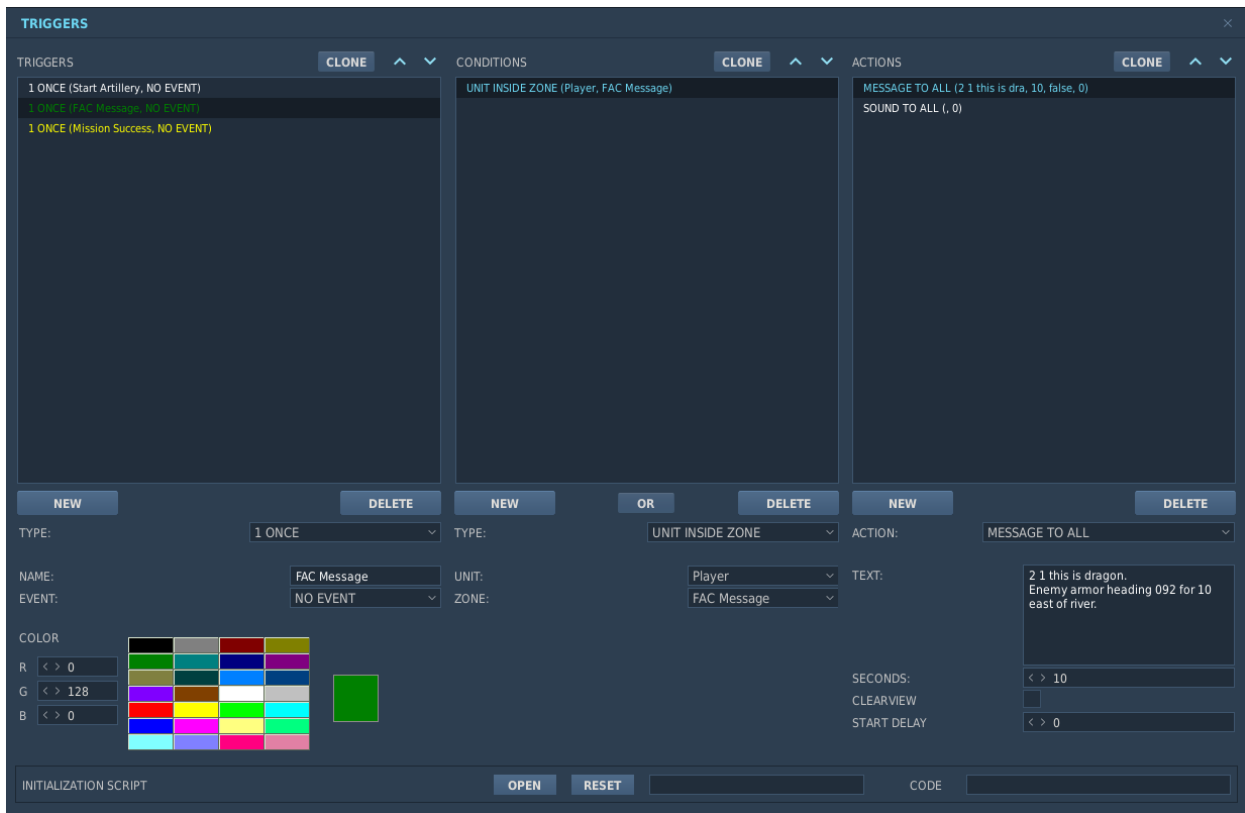 TRIGGERS
TRIGGERS CLONE
CONDITIONS CLONE
ACTIONS CLONE
1 ONCE (Start Artillery, NO EVENT)
1 ONCE (FAC Message, NO EVENT)
1 ONCE (Mission Success, NO EVENT)
UNIT INSIDE ZONE (Player, FAC Message)
MESSAGE TO ALL (2 1 this is dra, 10, false, 0)
SOUND TO ALL (, 0)
NEW DELETE
NEW OR DELETE
NEW DELETE
TYPE: 1 ONCE
TYPE: UNIT INSIDE ZONE
ACTION: MESSAGE TO ALL
NAME: FAC Message
EVENT: NO EVENT
UNIT: Player
ZONE: FAC Message
TEXT: 2 1 this is dragon.
Enemy armor heading 092 for 10
east of river.
COLOR
R < > 0
G < > 128
B < > 0
SECONDS: < > 10
CLEARVIEW
START DELAY < > 0
INITIALIZATION SCRIPT OPEN RESET CODE